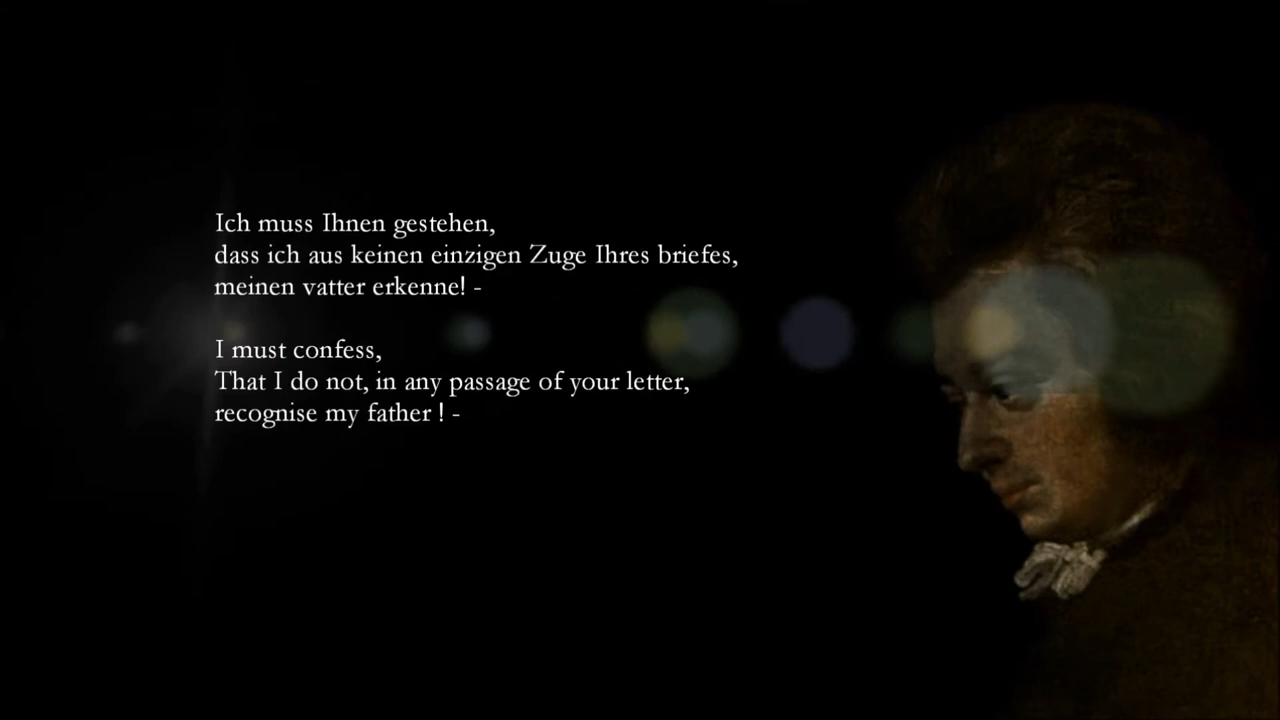 Ich muss Ihnen gestehen,
dass ich aus keinen einzigen Zuge Ihres briefes,
meinen vatter erkenne! -
I must confess,
That I do not, in any passage of your letter,
recognise my father ! -